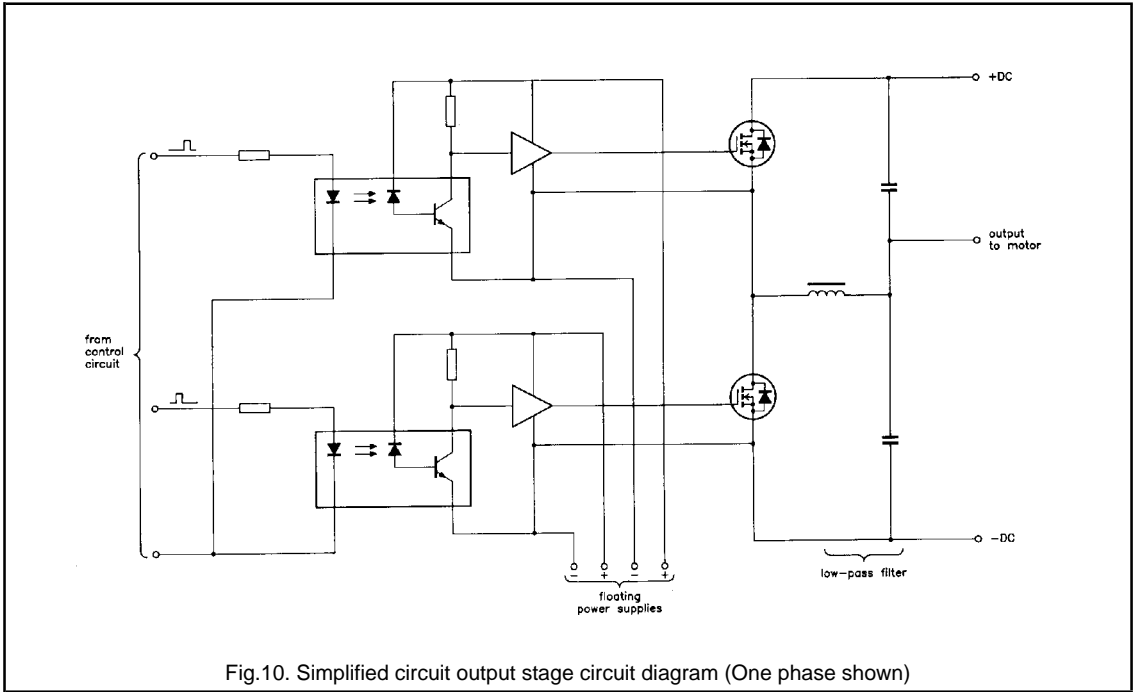 +DC
from
control
circuit
output
to motor
-DC
low-pass filter
- + - +
floating
power supplies
Fig.10. Simplified circuit output stage circuit diagram (One phase shown)